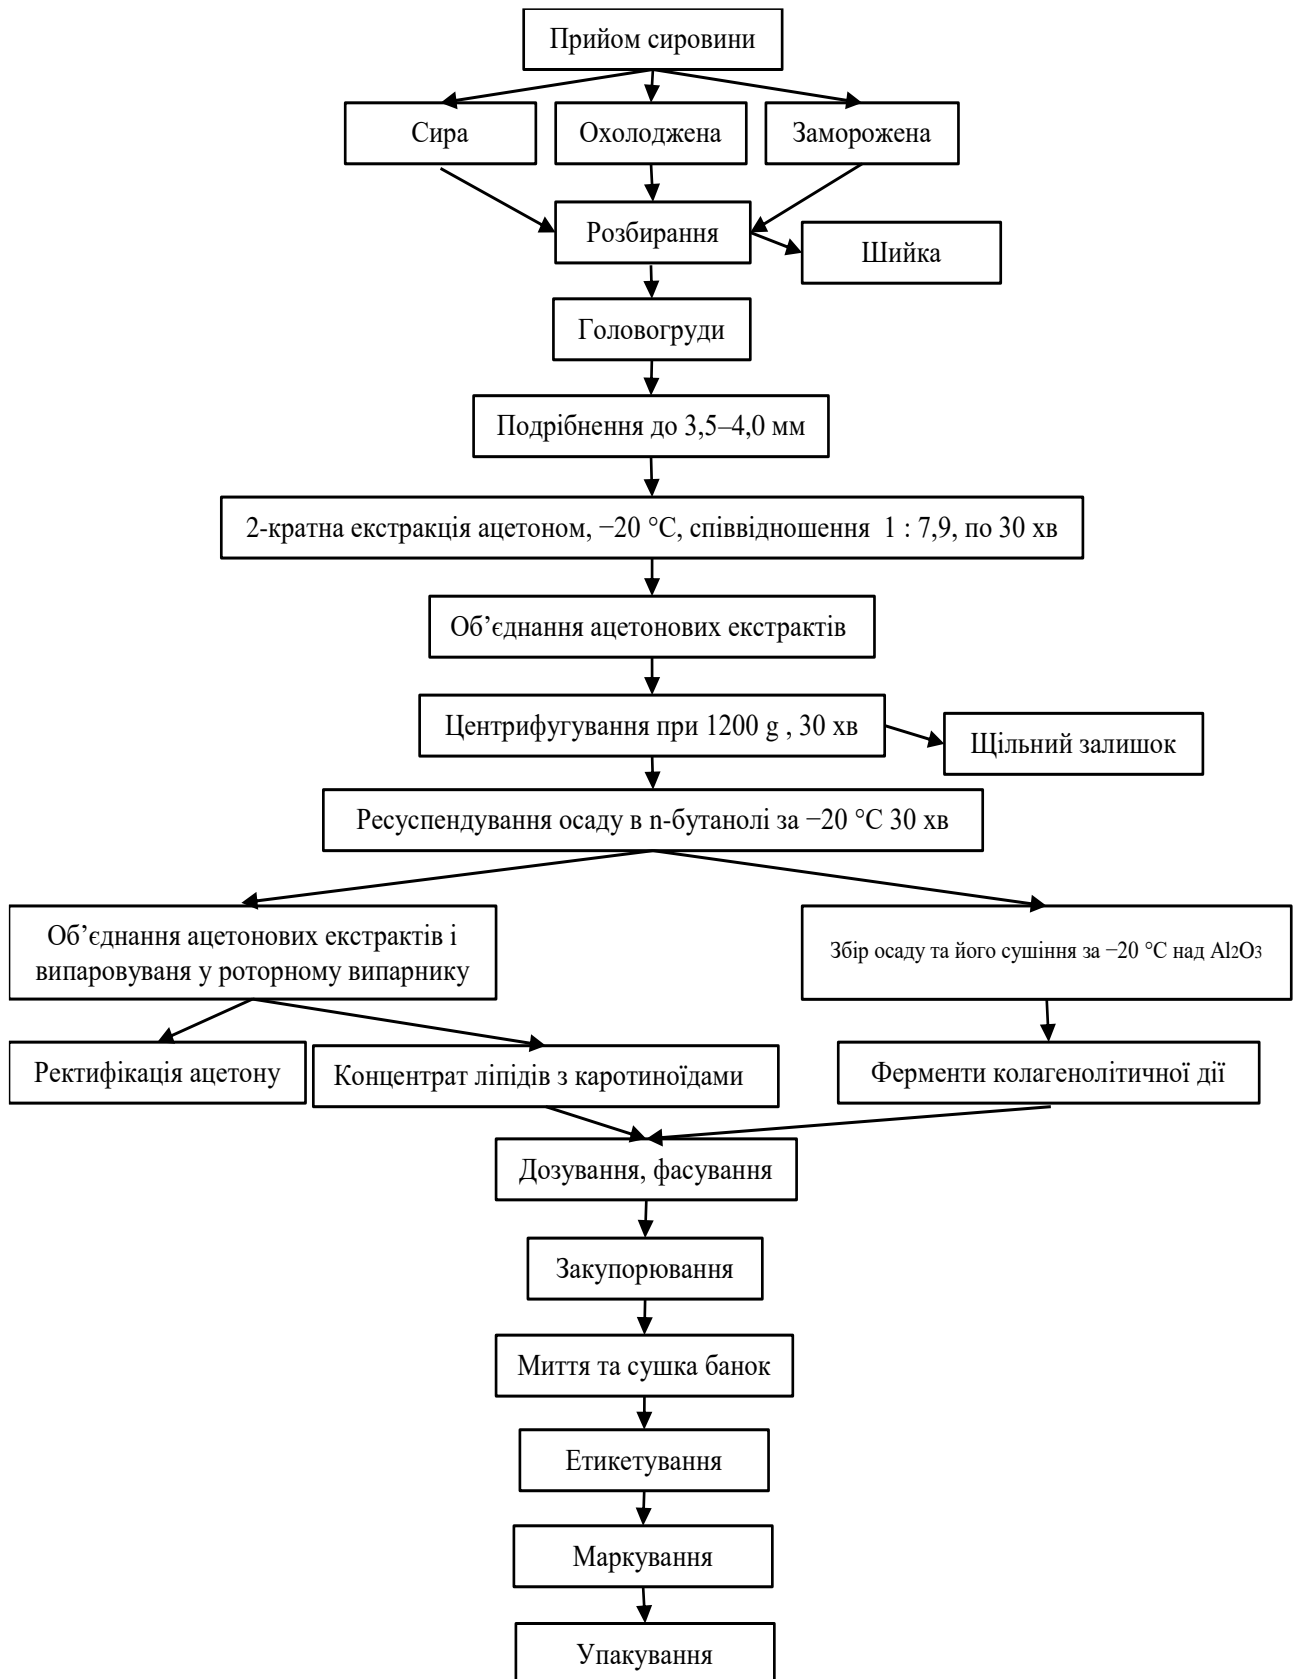 Прийом сировини
Сира
Охолоджена
Заморожена
Розбирання
Шийка
Головогруди
Подрібнення до 3,5–4,0 мм
2-кратна екстракція ацетоном, −20 °С, співвідношення 1 : 7,9, по 30 хв
Об’єднання ацетонових екстрактів
Центрифугування при 1200 g , 30 хв
Щільний залишок
Ресуспендування осаду в n-бутанолі за −20 °С 30 хв
Об’єднання ацетонових екстрактів і
випаровуваня у роторному випарнику
Збір осаду та його сушіння за −20 °С над Al2O3
Ректифікація ацетону
Концентрат ліпідів з каротиноїдами
Ферменти колагенолітичної дії
Дозування, фасування
Закупорювання
Миття та сушка банок
Етикетування
Маркування
Упакування